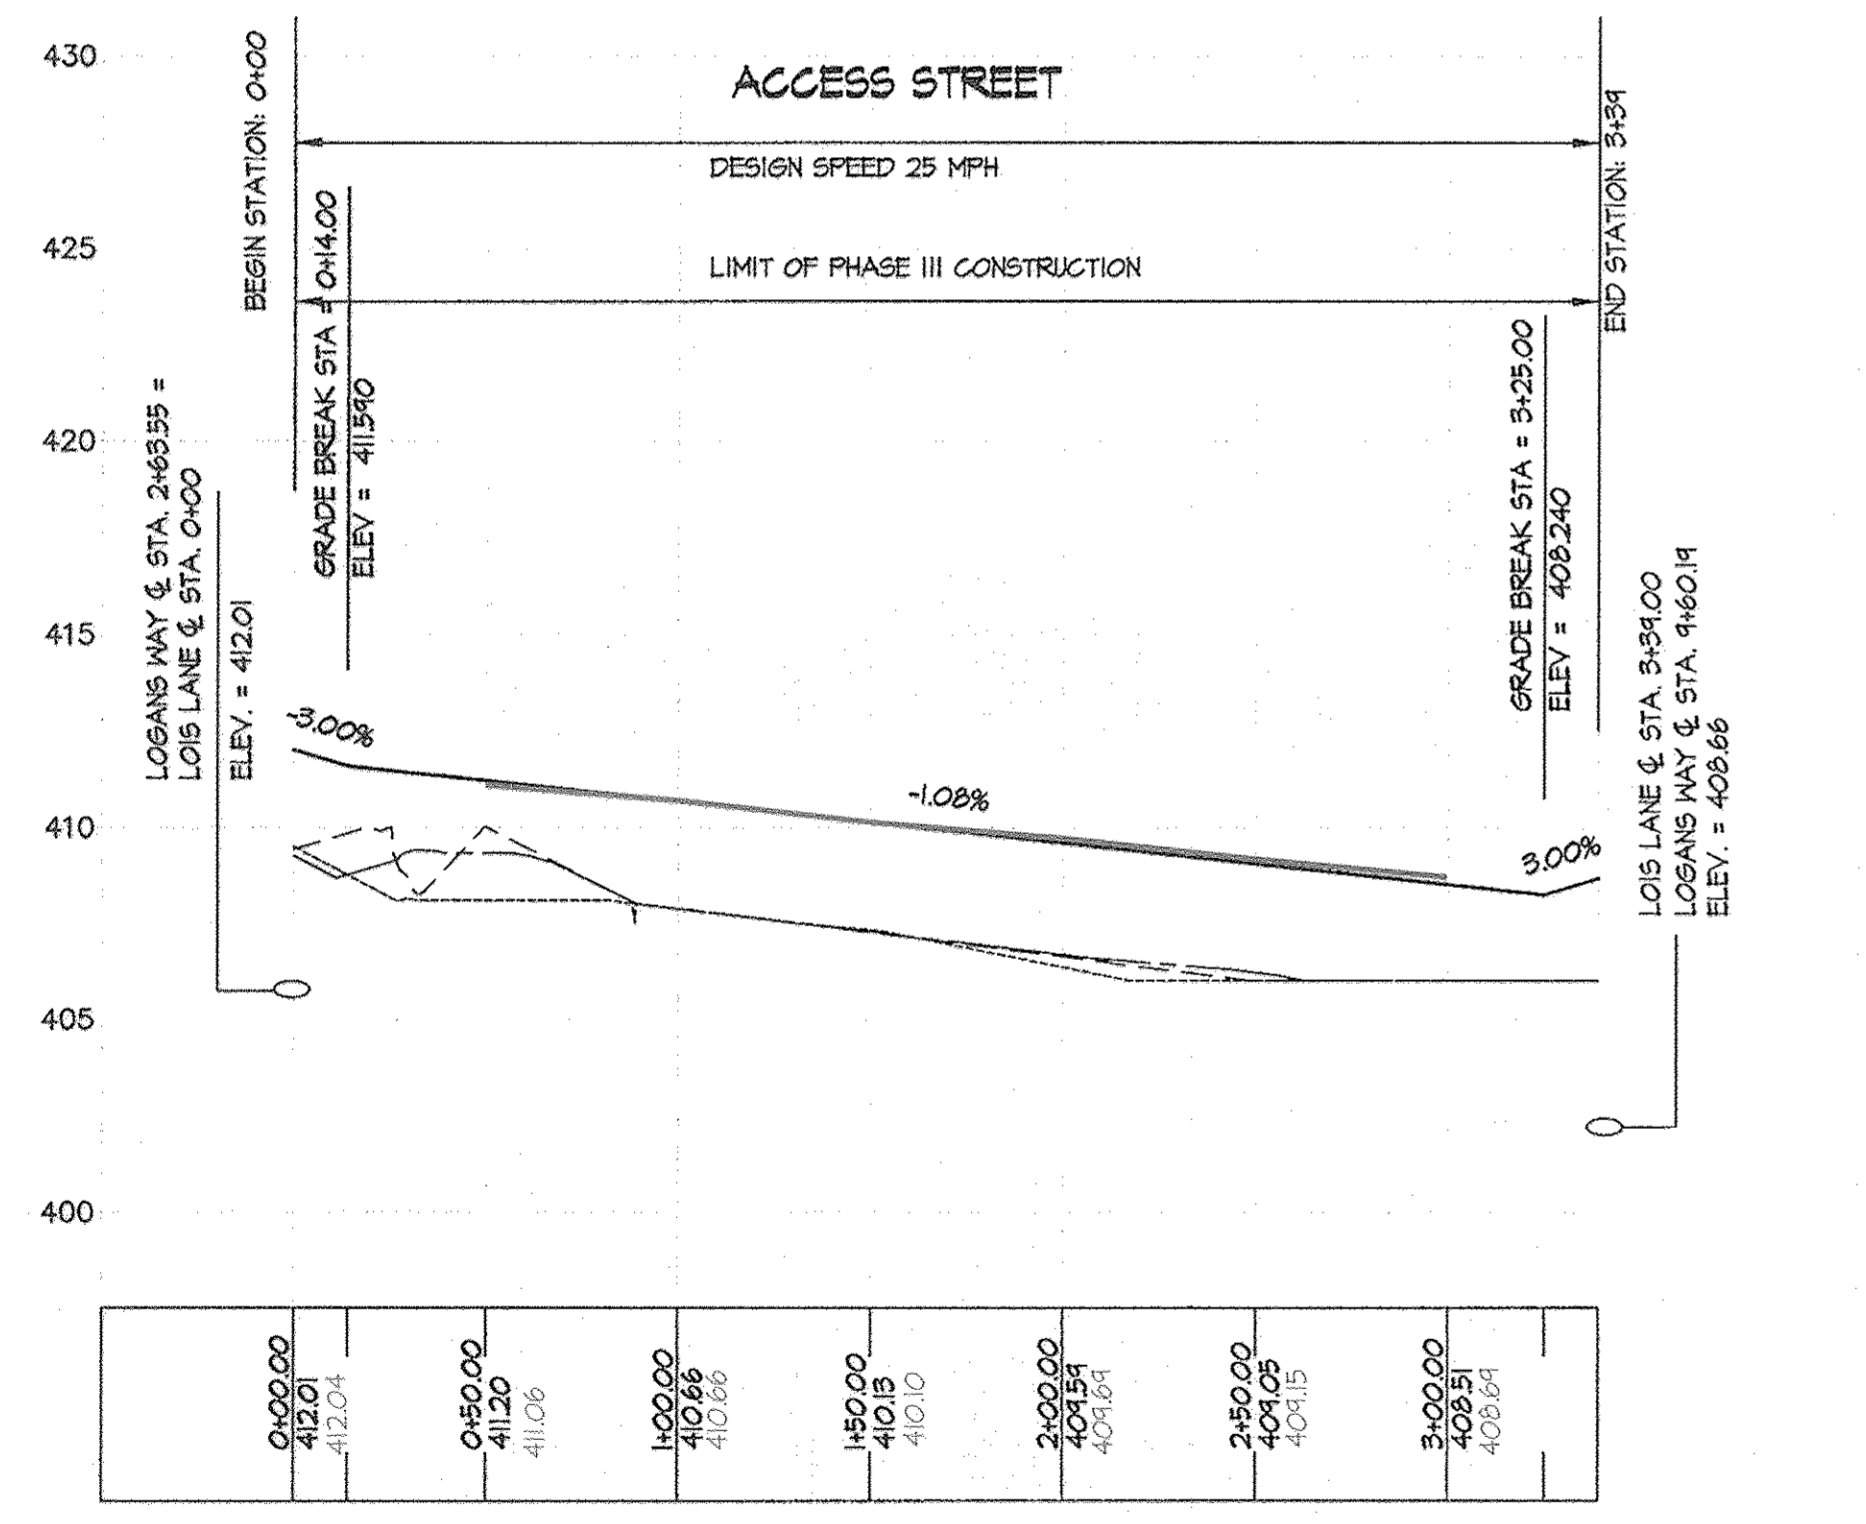 ACCESS STREET
DESIGN SPEED 25 MPH
LIMIT OF PHASE III CONSTRUCTION
BEGIN STATION: 0+00
END STATION: 3+39
GRADE BREAK STA = 0+14.00
ELEV = 411.590
GRADE BREAK STA = 3+25.00
ELEV = 408.240
LOGANS WAY ℄ STA. 2+63.55 =
LOIS LANE ℄ STA. 0+00
ELEV. = 412.01
LOIS LANE ℄ STA. 3+39.00
LOGANS WAY ℄ STA. 9+60.19
ELEV. = 408.66
-3.00%
-1.08%
3.00%
430
425
420
415
410
405
400
0+00.00
412.01
412.04
0+50.00
411.20
411.06
1+00.00
410.66
410.66
1+50.00
410.13
410.10
2+00.00
409.59
409.69
2+50.00
409.05
409.15
3+00.00
408.51
408.69